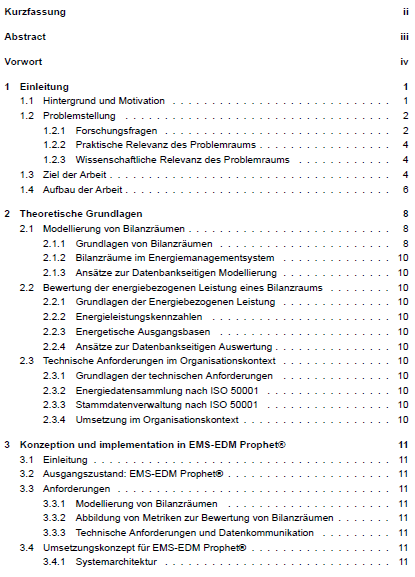 Kurzfassung ii
Abstract iii
Vorwort iv
1 Einleitung 1
1.1 Hintergrund und Motivation . . . . . . . . . . . . . . . . . . . . . . . . . 1
1.2 Problemstellung . . . . . . . . . . . . . . . . . . . . . . . . . . . . . . 2
1.2.1 Forschungsfragen . . . . . . . . . . . . . . . . . . . . . . . . . . 2
1.2.2 Praktische Relevanz des Problemraums . . . . . . . . . . . . . . . 4
1.2.3 Wissenschaftliche Relevanz des Problemraums . . . . . . . . . . . 4
1.3 Ziel der Arbeit . . . . . . . . . . . . . . . . . . . . . . . . . . . . . . . 4
1.4 Aufbau der Arbeit . . . . . . . . . . . . . . . . . . . . . . . . . . . . . . 6
2 Theoretische Grundlagen 8
2.1 Modellierung von Bilanzräumen . . . . . . . . . . . . . . . . . . . . . . . 8
2.1.1 Grundlagen von Bilanzräumen . . . . . . . . . . . . . . . . . . . 8
2.1.2 Bilanzräume im Energiemanagementsystem . . . . . . . . . . . . 10
2.1.3 Ansätze zur Datenbankseitigen Modellierung . . . . . . . . . . . . 10
2.2 Bewertung der energiebezogenen Leistung eines Bilanzraums . . . . . . . 10
2.2.1 Grundlagen der Energiebezogenen Leistung . . . . . . . . . . . . 10
2.2.2 Energieleistungskennzahlen . . . . . . . . . . . . . . . . . . . . . 10
2.2.3 Energetische Ausgangsbasen . . . . . . . . . . . . . . . . . . . . 10
2.2.4 Ansätze zur Datenbankseitigen Auswertung . . . . . . . . . . . . . 10
2.3 Technische Anforderungen im Organisationskontext . . . . . . . . . . . . 10
2.3.1 Grundlagen der technischen Anforderungen . . . . . . . . . . . . 10
2.3.2 Energiedatensammlung nach ISO 50001 . . . . . . . . . . . . . . 10
2.3.3 Stammdatenverwaltung nach ISO 50001 . . . . . . . . . . . . . . 10
2.3.4 Umsetzung im Organisationskontext . . . . . . . . . . . . . . . . . 10
3 Konzeption und implementation in EMS-EDM Prophet® 11
3.1 Einleitung . . . . . . . . . . . . . . . . . . . . . . . . . . . . . . . . . . 11
3.2 Ausgangszustand: EMS-EDM Prophet® . . . . . . . . . . . . . . . . . . . 11
3.3 Anforderungen . . . . . . . . . . . . . . . . . . . . . . . . . . . . . . . 11
3.3.1 Modellierung von Bilanzräumen . . . . . . . . . . . . . . . . . . . 11
3.3.2 Abbildung von Metriken zur Bewertung von Bilanzräumen . . . . . . 11
3.3.3 Technische Anforderungen und Datenkommunikation . . . . . . . . 11
3.4 Umsetzungskonzept für EMS-EDM Prophet® . . . . . . . . . . . . . . . . . 11
3.4.1 Systemarchitektur . . . . . . . . . . . . . . . . . . . . . . . . . . 11